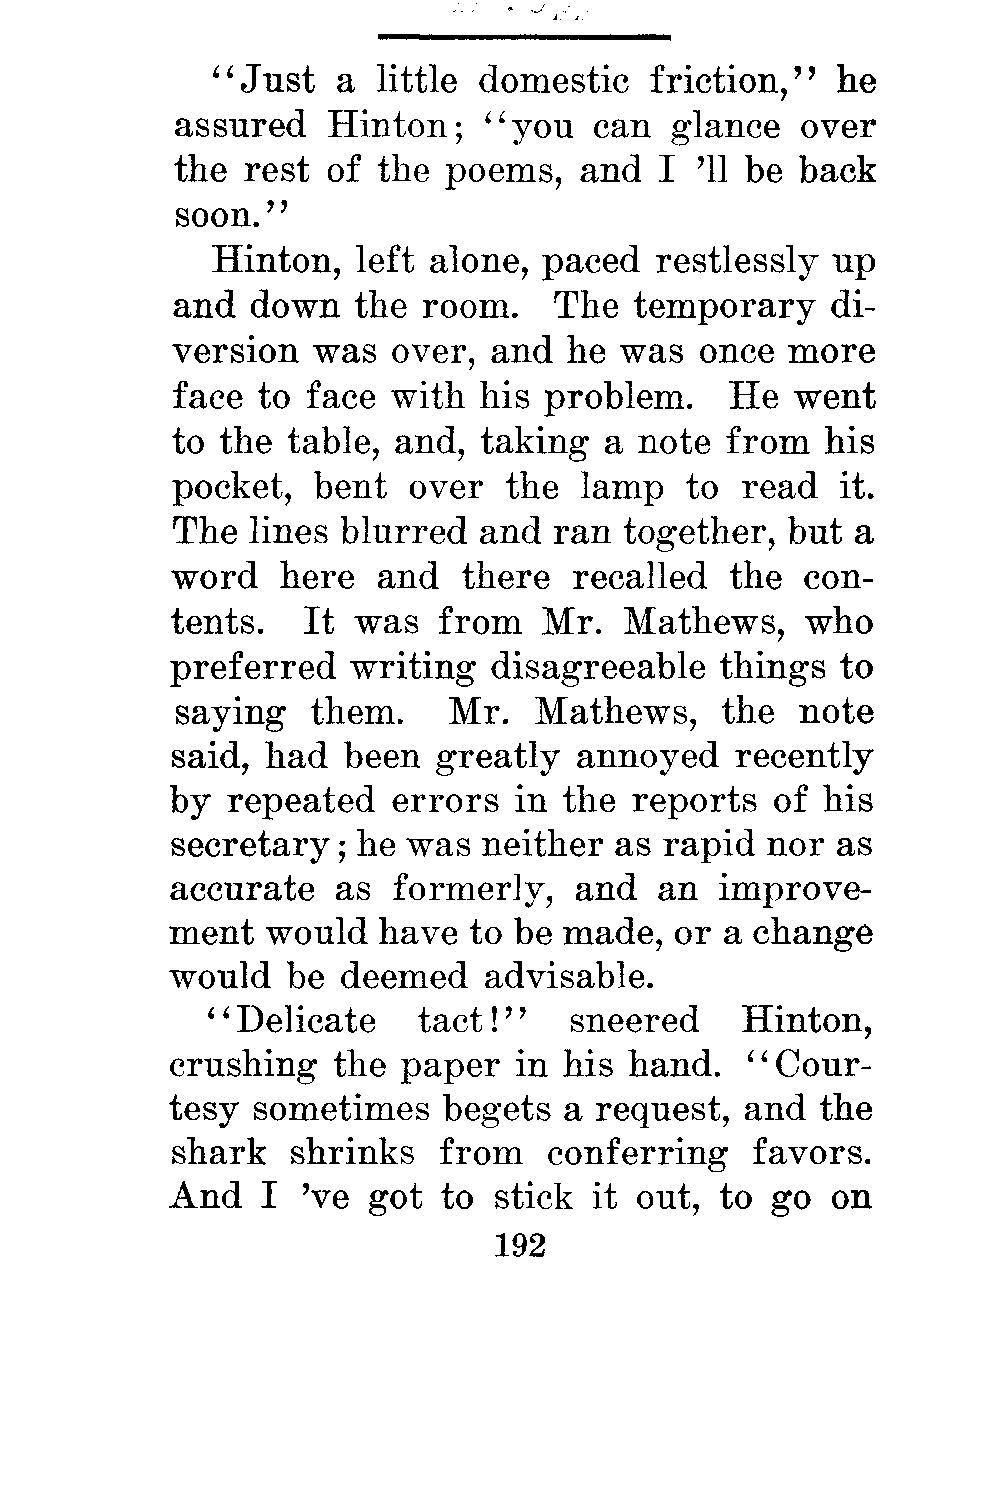 “Just a little domestic friction,” he
assured Hinton; “you can glance over
the rest of the poems, and I ’ll be back
soon.”
Hinton, left alone, paced restlessly up
and down the room. The temporary di-
version was over, and he was once more
face to face with his problem. He went
to the table, and, taking a note from his
pocket, bent over the lamp to read it.
The lines blurred and ran together, but a
word here and there recalled the con-
tents. It was from Mr. Mathews, who
preferred writing disagreeable things to
saying them. Mr. Mathews, the note
said, had been greatly annoyed recently
by repeated errors in the reports of his
secretary; he was neither as rapid nor as
accurate as formerly, and an improve-
ment would have to be made, or a change
would be deemed advisable.
“Delicate tact!” sneered Hinton,
crushing the paper in his hand. “Cour-
tesy sometimes begets a request, and the
shark shrinks from conferring favors.
And I ’ve got to stick it out, to go on
192